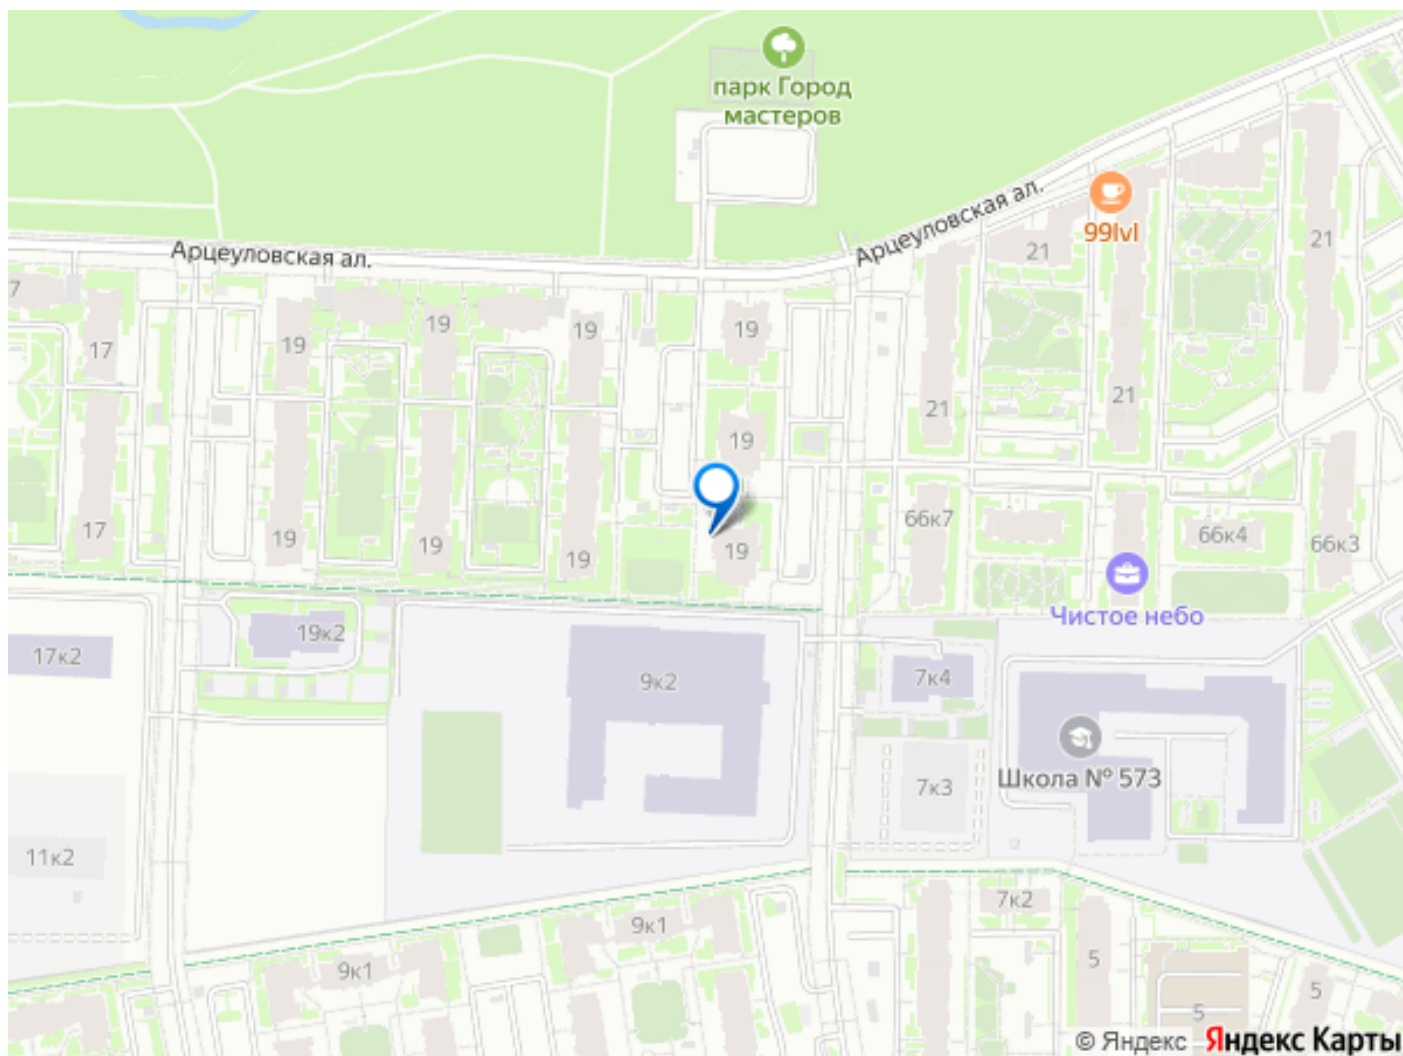 парк Город
мастеров
Арцеуловская ал.
99lvl
21
21
Арцеуловская ал.
7
17
19
19
19
19
21
21
19
17
19
19
19
19
66к7
66к4
66к3
Чистое небо
19к2
17к2
9к2
7к4
Школа № 573
7к3
11к2
7к2
9к1
9к1
5
5
5
© Яндекс Яндекс Карты